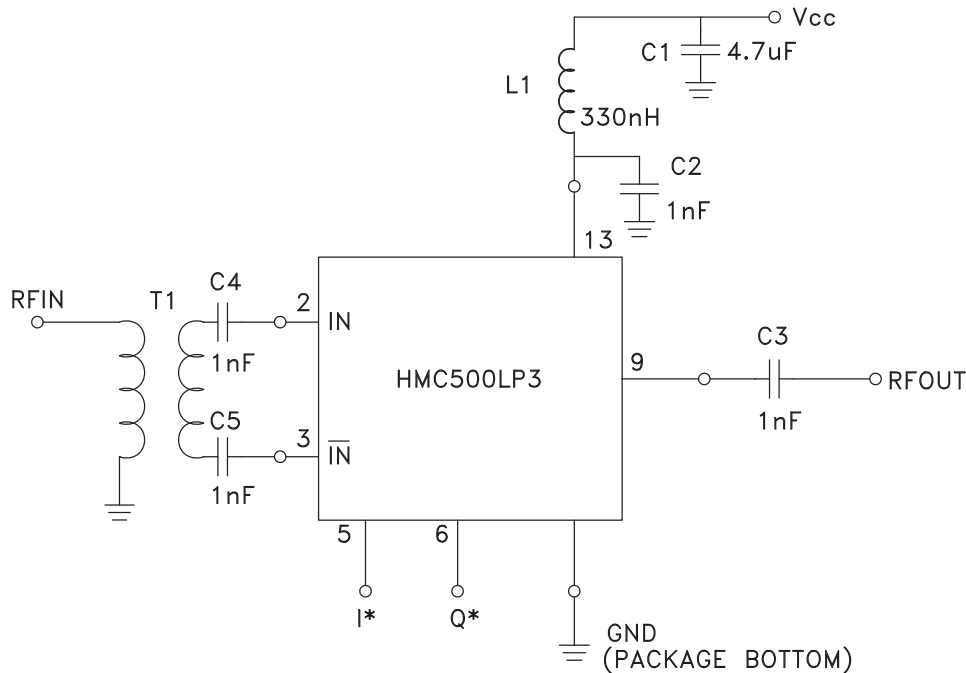 Vcc
C1 4.7uF
L1
330nH
C2
1nF
13
RFIN
T1
C4
1nF
2
IN
C5
1nF
3
IN
HMC500LP3
9
C3
1nF
RFOUT
5
6
I*
Q*
GND
(PACKAGE BOTTOM)